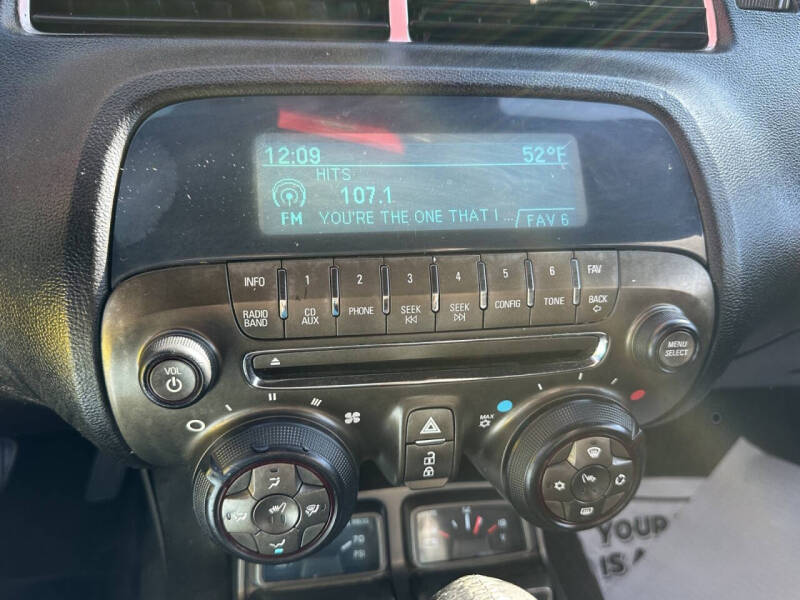 12:09 52°F
HITS
107.1
FM YOU'RE THE ONE THAT I ... FAV 6
INFO 1 2 3 4 5 6 FAV
RADIO BAND CD AUX PHONE SEEK SEEK CONFIG TONE BACK
VOL
MENU
SELECT
MAX
YOUR
IS A